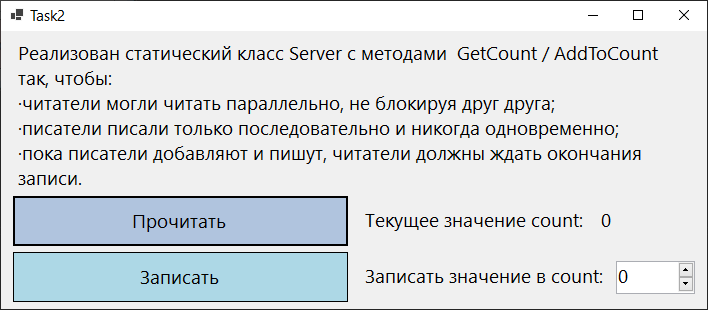 Task2
Реализован статический класс Server с методами  GetCount / AddToCount
так, чтобы:
·читатели могли читать параллельно, не блокируя друг друга;
·писатели писали только последовательно и никогда одновременно;
·пока писатели добавляют и пишут, читатели должны ждать окончания
записи.
Прочитать
Текущее значение count: 0
Записать
Записать значение в count: 0